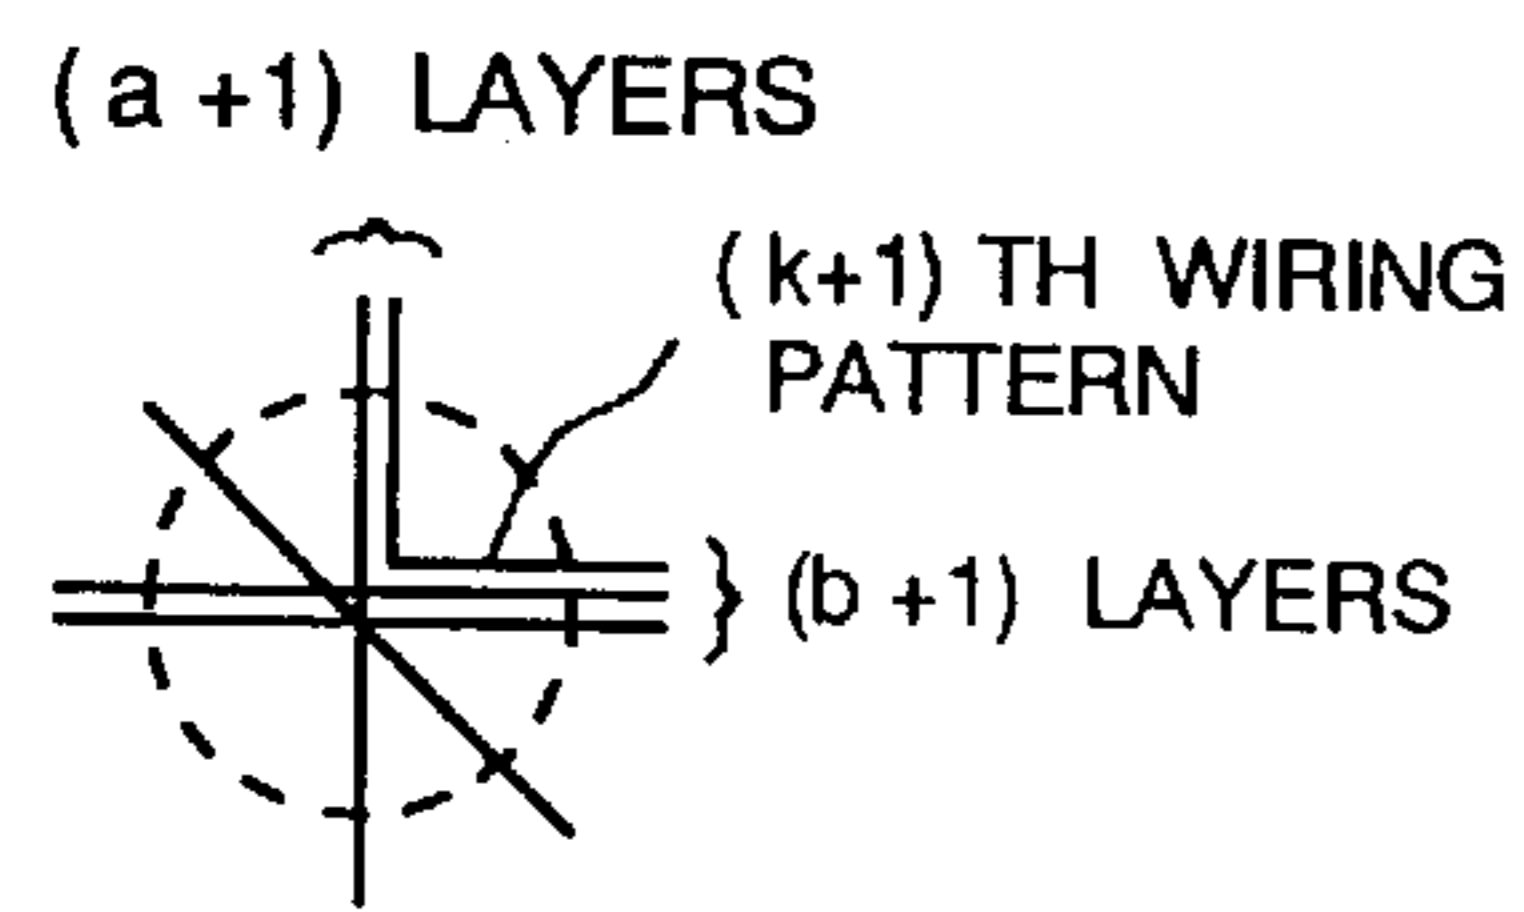 ( a +1) LAYERS
( k+1) TH WIRING
PATTERN
(b +1) LAYERS